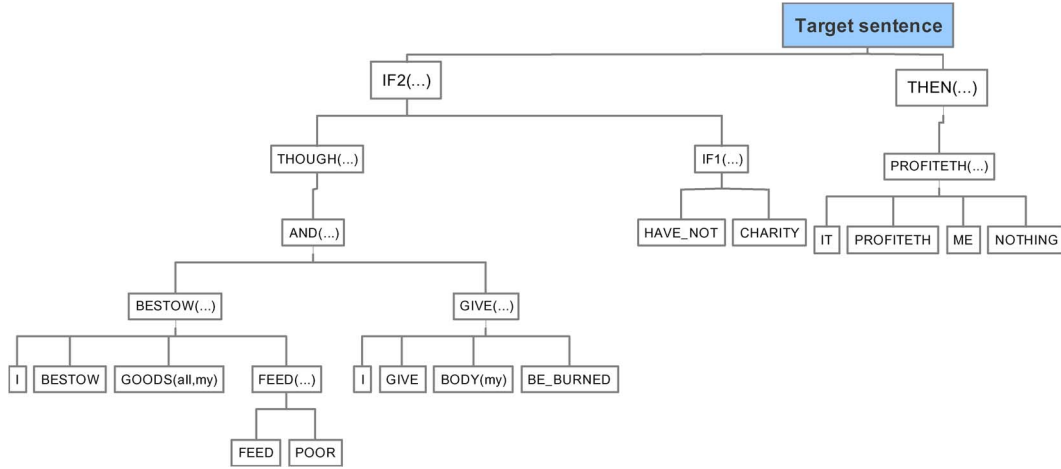 Target sentence
IF2(...)
THEN(...)
THOUGH(...)
IF1(...)
PROFITETH(...)
AND(...)
HAVE_NOT
CHARITY
IT
PROFITETH
ME
NOTHING
BESTOW(...)
GIVE(...)
I
BESTOW
GOODS(all,my)
FEED(...)
I
GIVE
BODY(my)
BE_BURNED
FEED
POOR